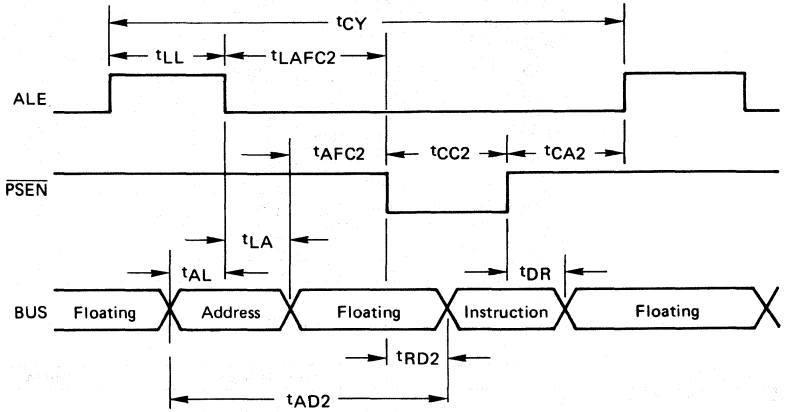 tCY
tLL tLAFC2
ALE
tAFC2 tCC2 tCA2
PSEN
tLA
tAL tDR
BUS Floating Address Floating Instruction Floating
tRD2
tAD2